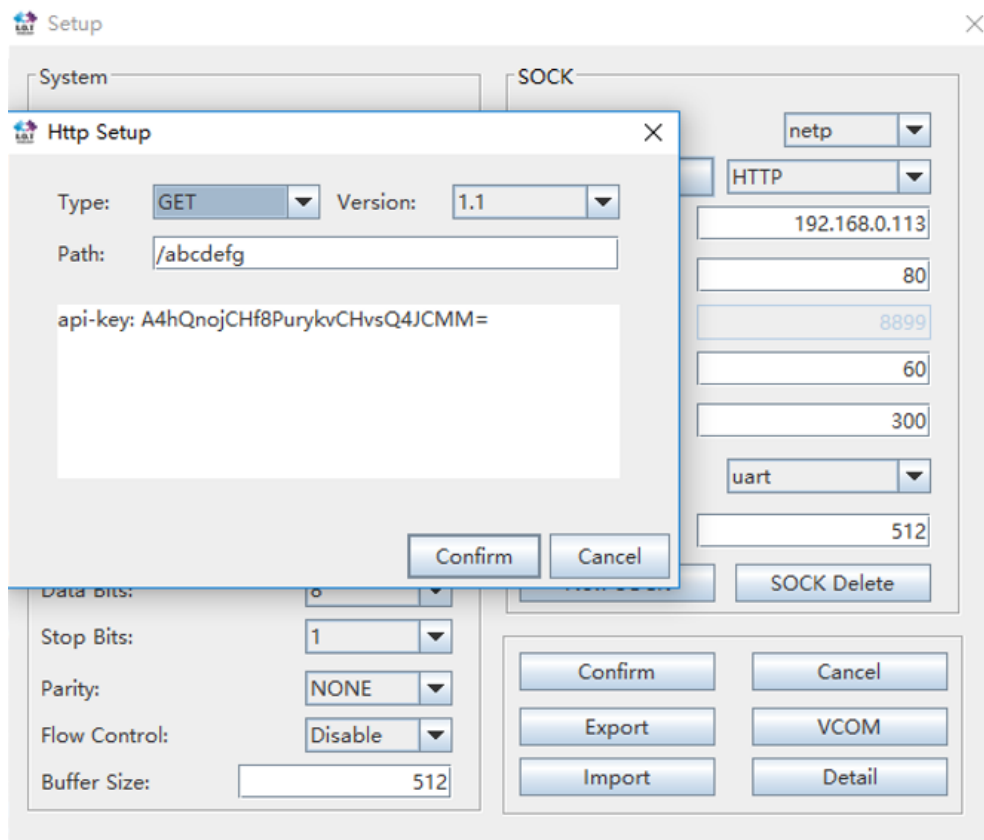 Setup
System
SOCK
Http Setup
netp
HTTP
Type: GET Version: 1.1
192.168.0.113
Path: /abcdefg
80
api-key: A4hQnojCHf8PurykvCHvsQ4JCMM=
8899
60
300
uart
512
Confirm Cancel
SOCK Delete
Data Bits: 8
Stop Bits: 1
Parity: NONE
Flow Control: Disable
Buffer Size: 512
Confirm Cancel
Export VCOM
Import Detail